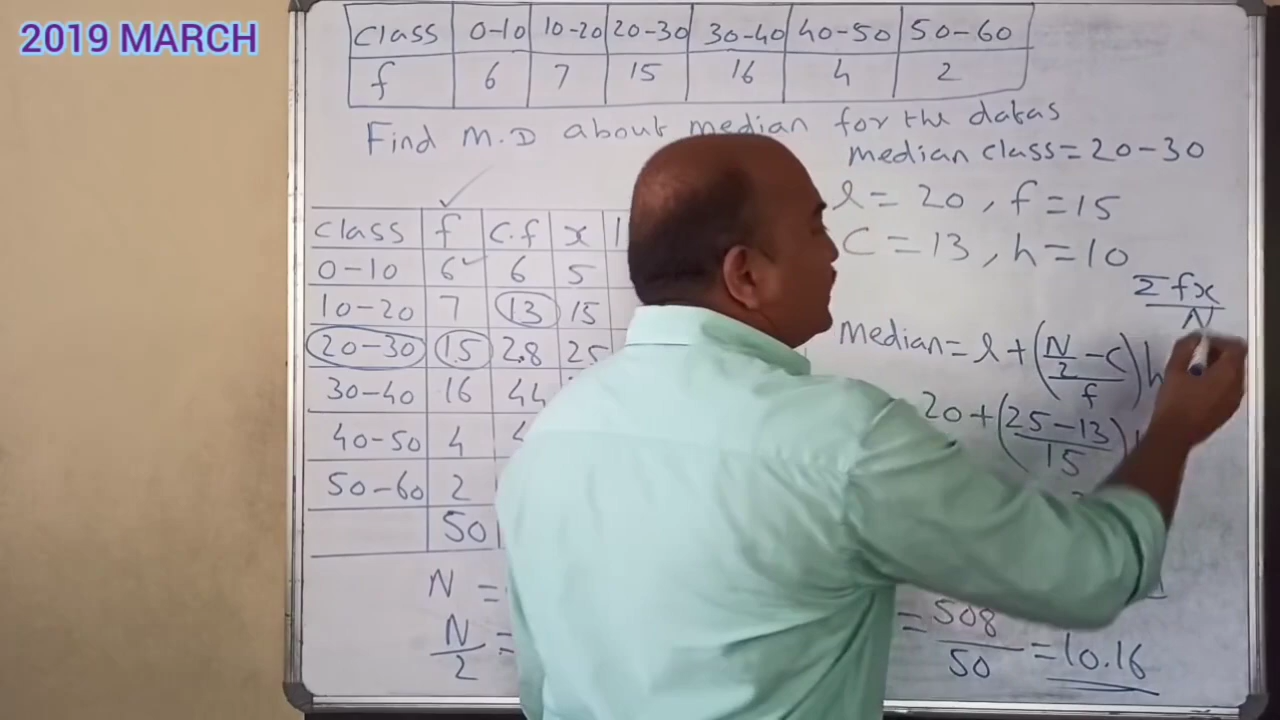 2019 MARCH
Class 0-10 10-20 20-30 30-40 40-50 50-60
f 6 7 15 16 4 2
Find M.D about median for the datas
median class = 20-30
l = 20, f = 15
C = 13, h = 10
Σfx
N
Median = l + (N/2 - C / f) h
20 + (25-13 / 15)
class f C.f x
0-10 6 6 5
10-20 7 13 15
20-30 15 28 25
30-40 16 44
40-50 4
50-60 2
50
N =
N/2 =
= 508/50 = 10.16